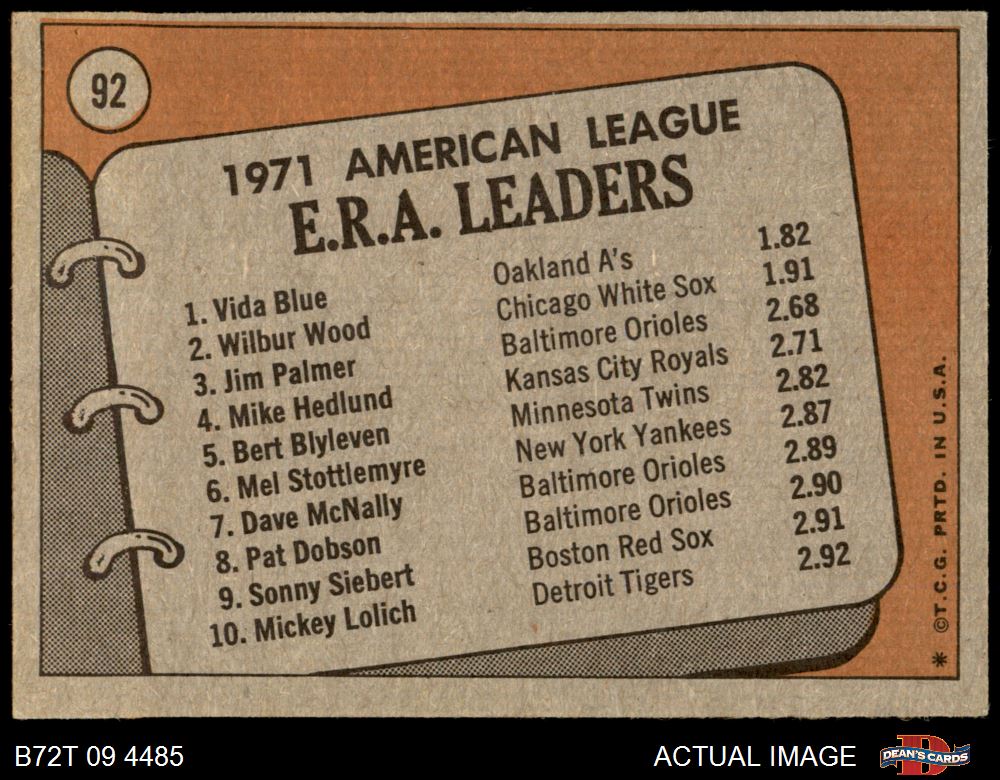 92
1971 AMERICAN LEAGUE
E.R.A. LEADERS
1. Vida Blue Oakland A's 1.82
2. Wilbur Wood Chicago White Sox 1.91
3. Jim Palmer Baltimore Orioles 2.68
4. Mike Hedlund Kansas City Royals 2.71
5. Bert Blyleven Minnesota Twins 2.82
6. Mel Stottlemyre New York Yankees 2.87
7. Dave McNally Baltimore Orioles 2.89
8. Pat Dobson Baltimore Orioles 2.90
9. Sonny Siebert Boston Red Sox 2.91
10. Mickey Lolich Detroit Tigers 2.92
* ©T.C.G. PRTD. IN U.S.A.
B72T 09 4485 ACTUAL IMAGE DEAN'S CARDS